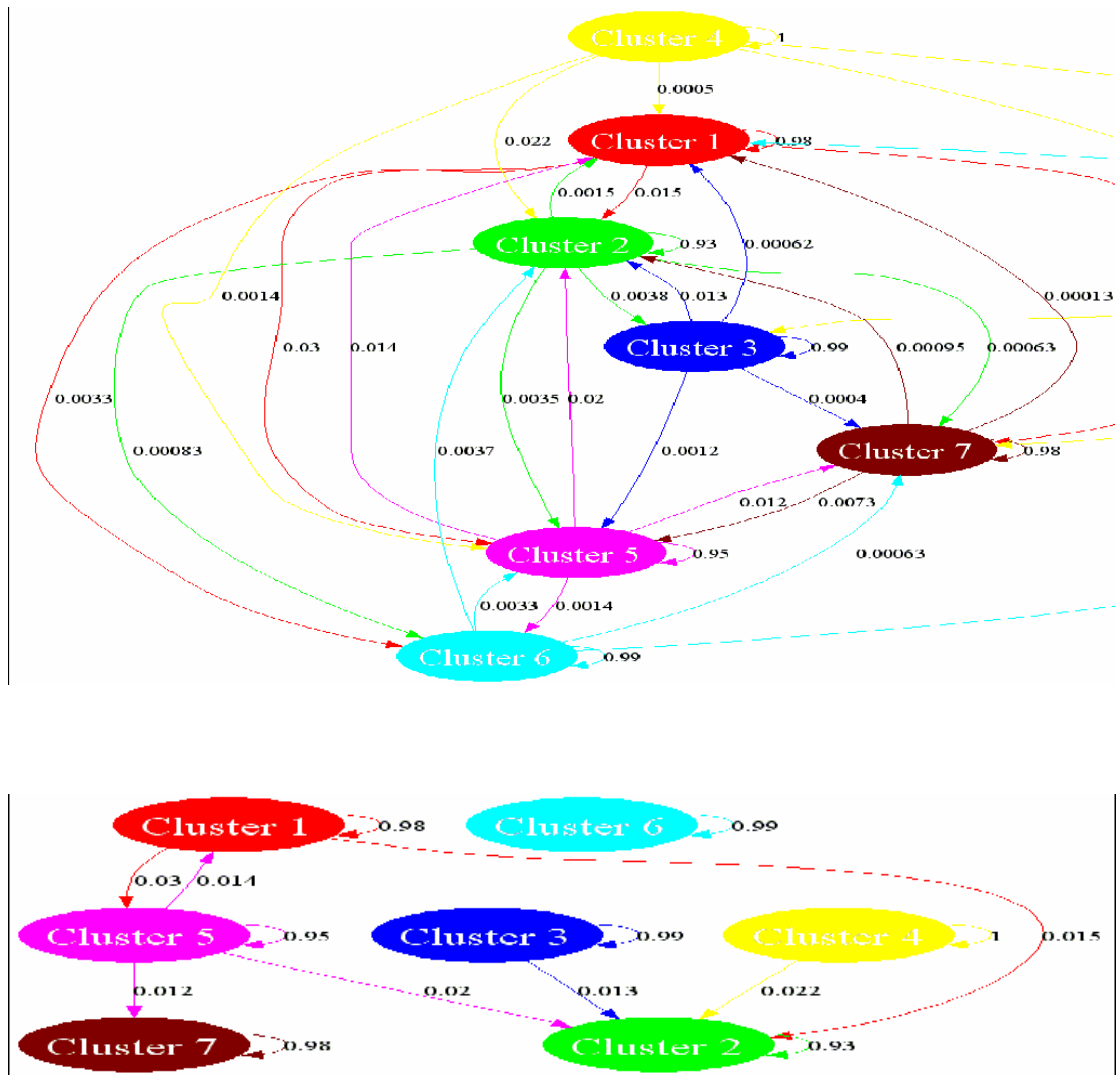 Cluster 4 1
0.0005
0.022 Cluster 1 0.98
0.0015 0.015
Cluster 2 0.93 0.00062
0.0014 0.0038 0.013 0.00013
0.03 0.014 Cluster 3 0.99 0.00095 0.00063
0.0033 0.0035 0.02 0.0004
0.00083 0.0037 0.0012 Cluster 7 0.98
0.012 0.0073
Cluster 5 0.95 0.00063
0.0033 0.0014
Cluster 6 0.99
Cluster 1 0.98 Cluster 6 0.99
0.03 0.014
Cluster 5 0.95 Cluster 3 0.99 Cluster 4 1 0.015
0.012 0.02 0.013 0.022
Cluster 7 0.98 Cluster 2 0.93